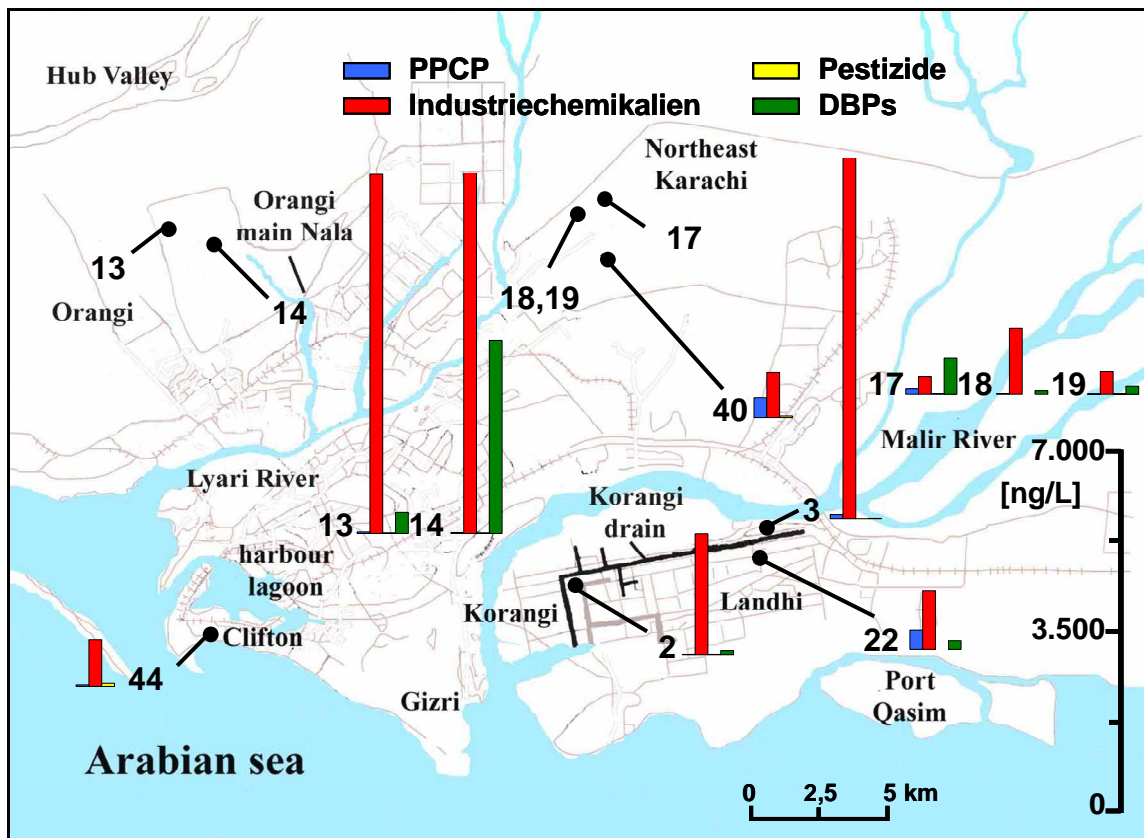 Hub Valley
PPCP
Pestizide
Industriechemikalien
DBPs
Northeast
Karachi
Orangi
main Nala
13
17
18,19
14
Orangi
40
17
18
19
Malir River
7.000
[ng/L]
Lyari River
Korangi
drain
3
13
14
harbour
lagoon
Korangi
Landhi
3.500
Clifton
2
22
44
Gizri
Port
Qasim
Arabian sea
0 2,5 5 km
0